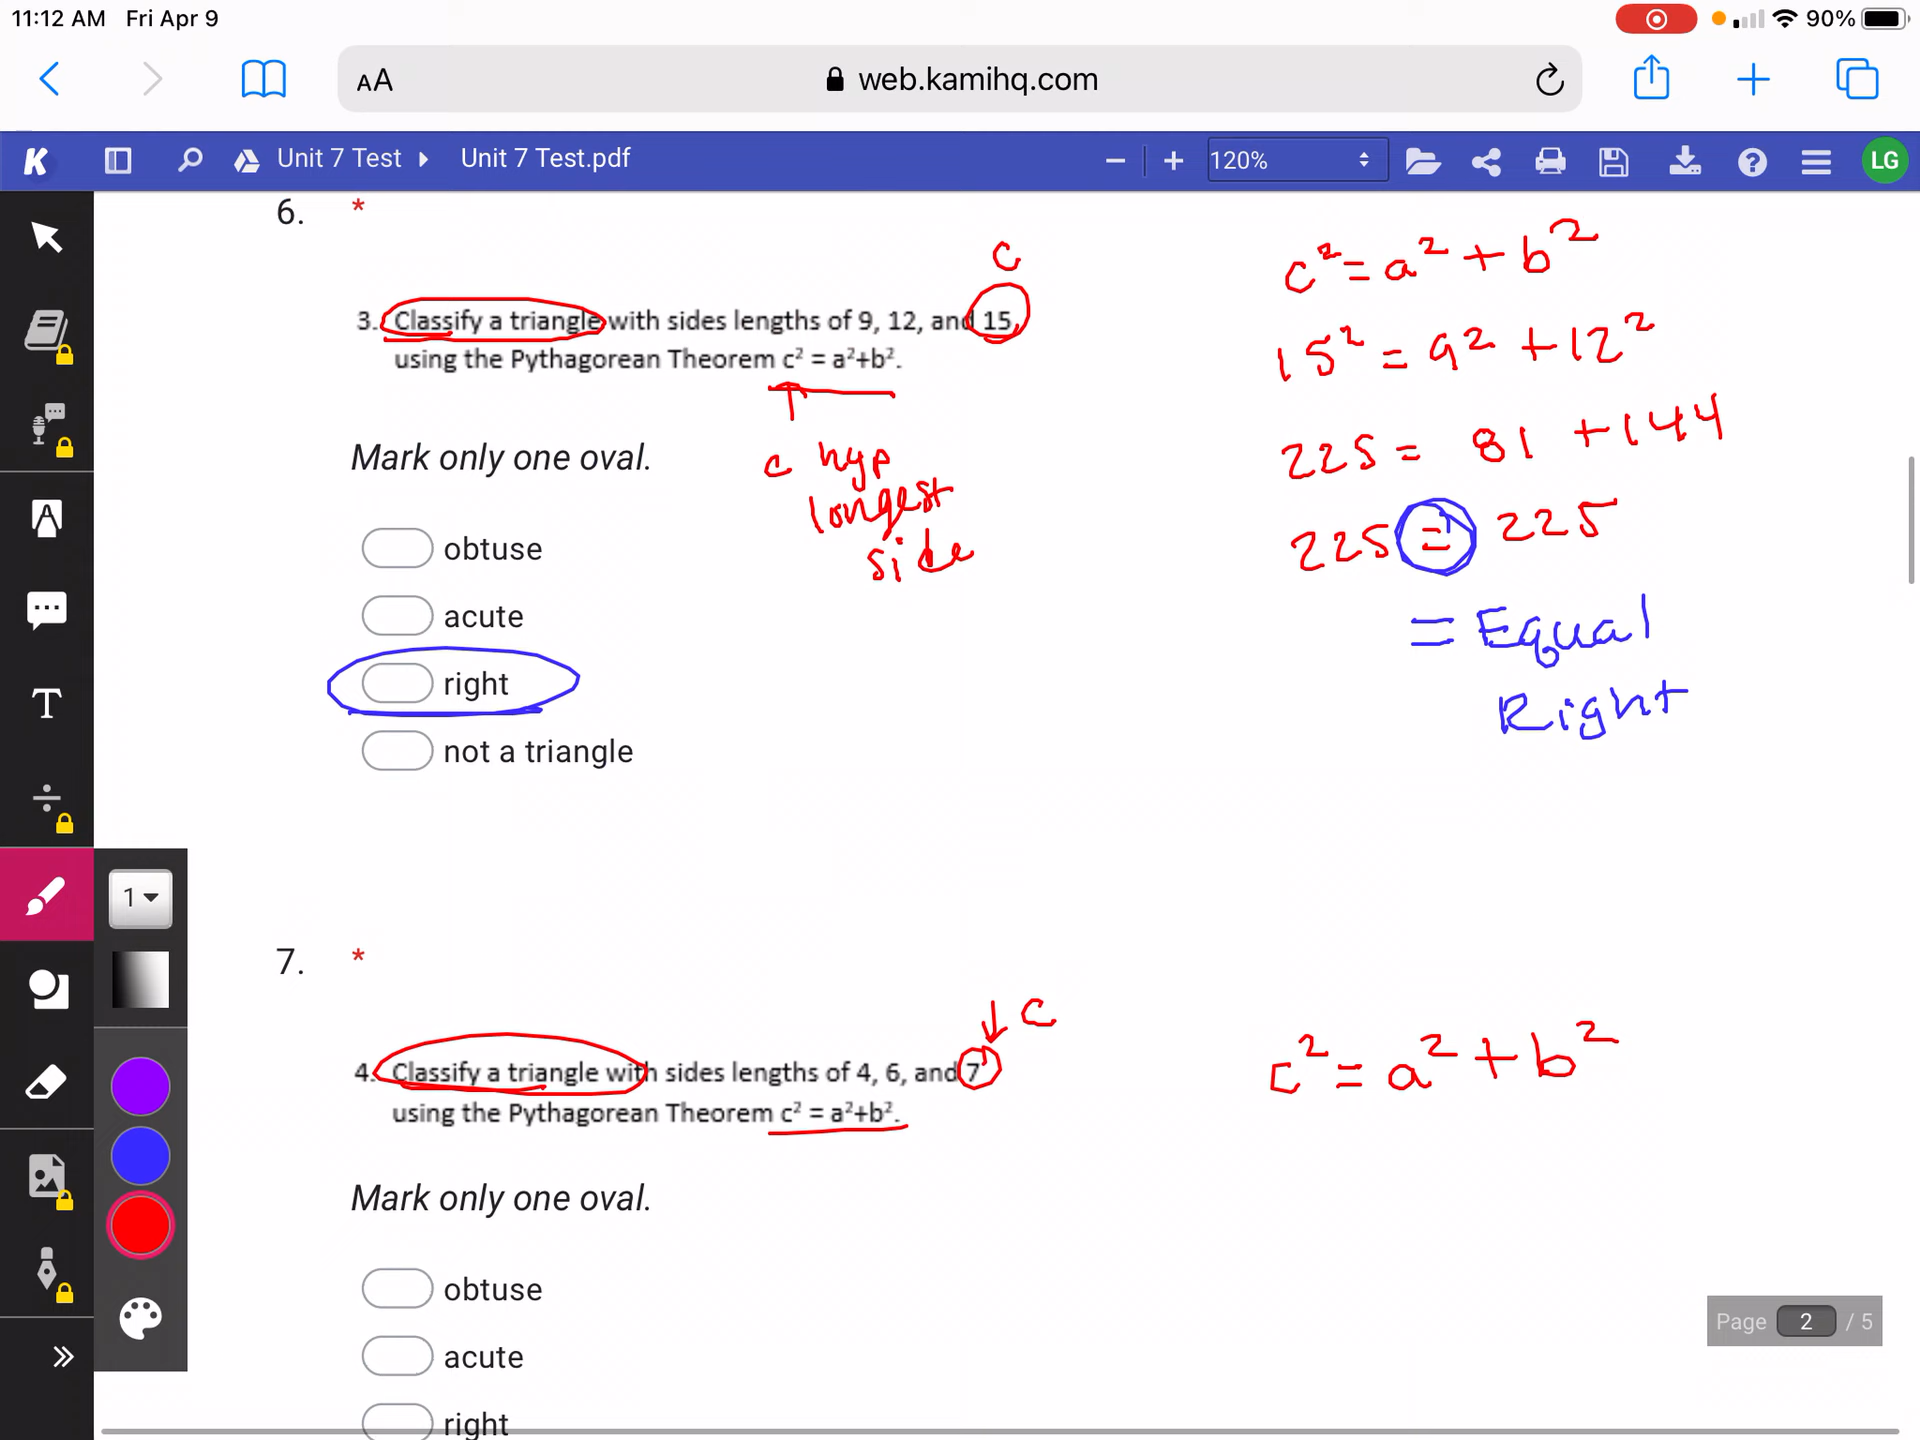 11:12 AM Fri Apr 9
90%
AA
web.kamihq.com
K
Unit 7 Test
Unit 7 Test.pdf
120%
LG
6. *
c
3. Classify a triangle with sides lengths of 9, 12, and 15,
using the Pythagorean Theorem c² = a²+b².
Mark only one oval.
c hyp
longest
side
obtuse
acute
right
not a triangle
c² = a² + b²
15² = 9² + 12²
225 = 81 + 144
225 = 225
= Equal
Right
1
7. *
c
4. Classify a triangle with sides lengths of 4, 6, and 7
using the Pythagorean Theorem c² = a²+b².
c² = a² + b²
Mark only one oval.
obtuse
acute
right
Page 2 / 5
T